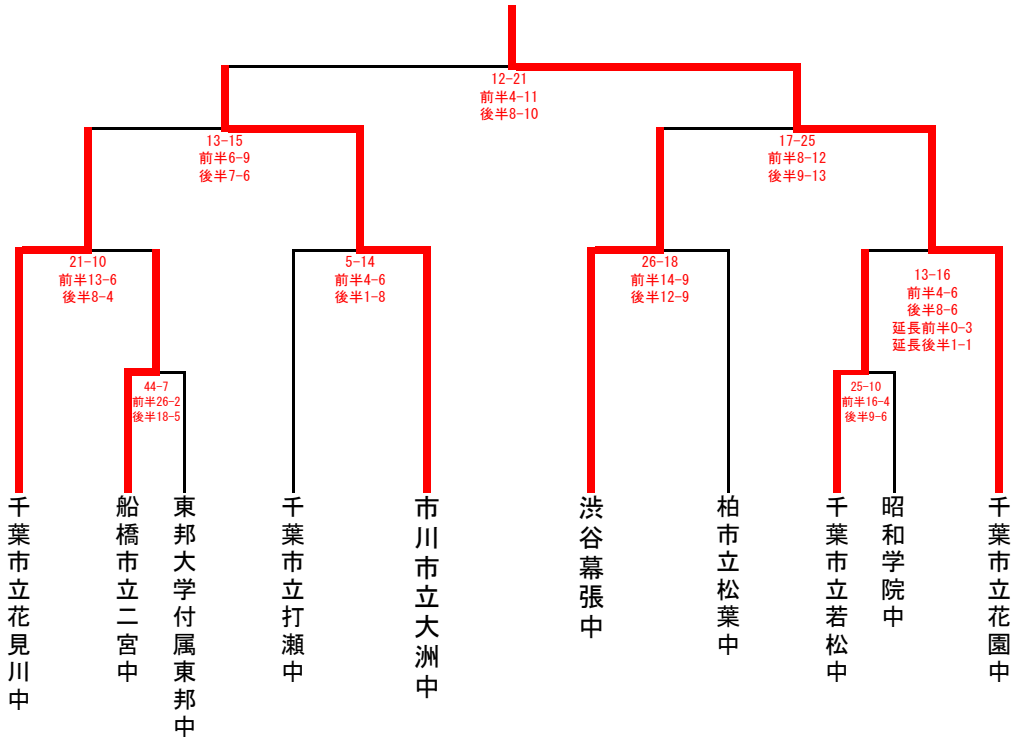 12-21
前半4-11
後半8-10
13-15
前半6-9
後半7-6
17-25
前半8-12
後半9-13
21-10
前半13-6
後半8-4
5-14
前半4-6
後半1-8
26-18
前半14-9
後半12-9
13-16
前半4-6
後半8-6
延長前半0-3
延長後半1-1
44-7
前半26-2
後半18-5
25-10
前半16-4
後半9-6
千葉市立花見川中
船橋市立二宮中
東邦大学付属東邦中
千葉市立打瀬中
市川市立大洲中
渋谷幕張中
柏市立松葉中
千葉市立若松中
昭和学院中
千葉市立花園中